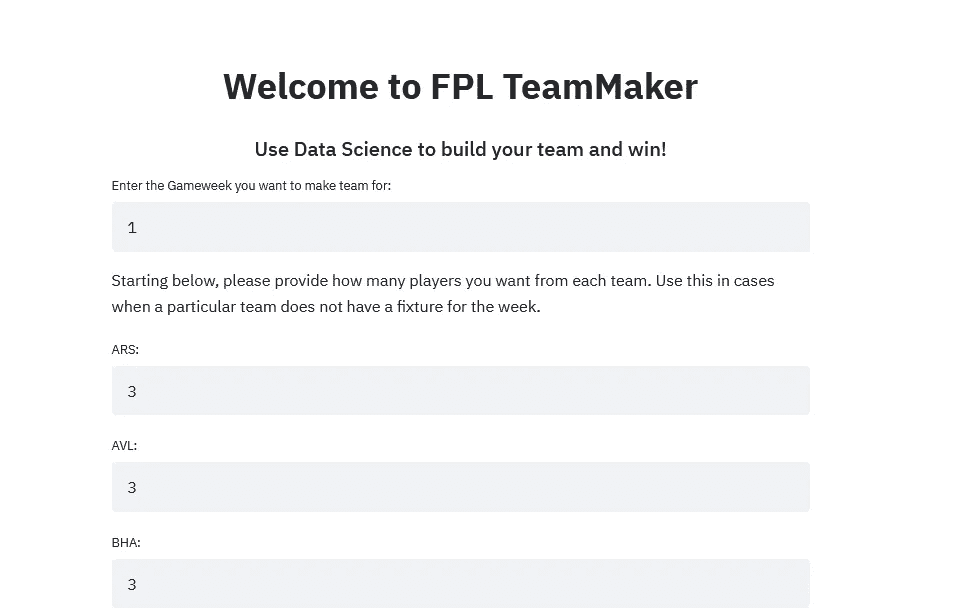 Welcome to FPL TeamMaker
Use Data Science to build your team and win!
Enter the Gameweek you want to make team for:
1
Starting below, please provide how many players you want from each team. Use this in cases
when a particular team does not have a fixture for the week.
ARS:
3
AVL:
3
BHA:
3